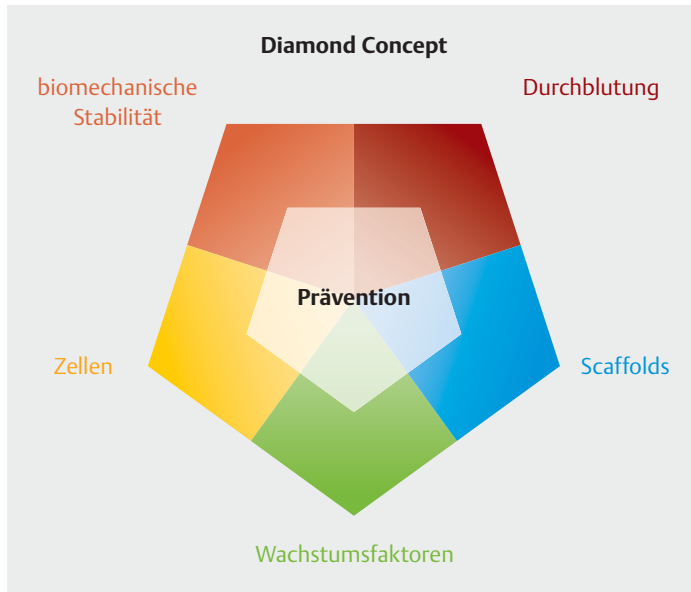 Diamond Concept
biomechanische
Stabilität
Durchblutung
Prävention
Zellen
Scaffolds
Wachstumsfaktoren